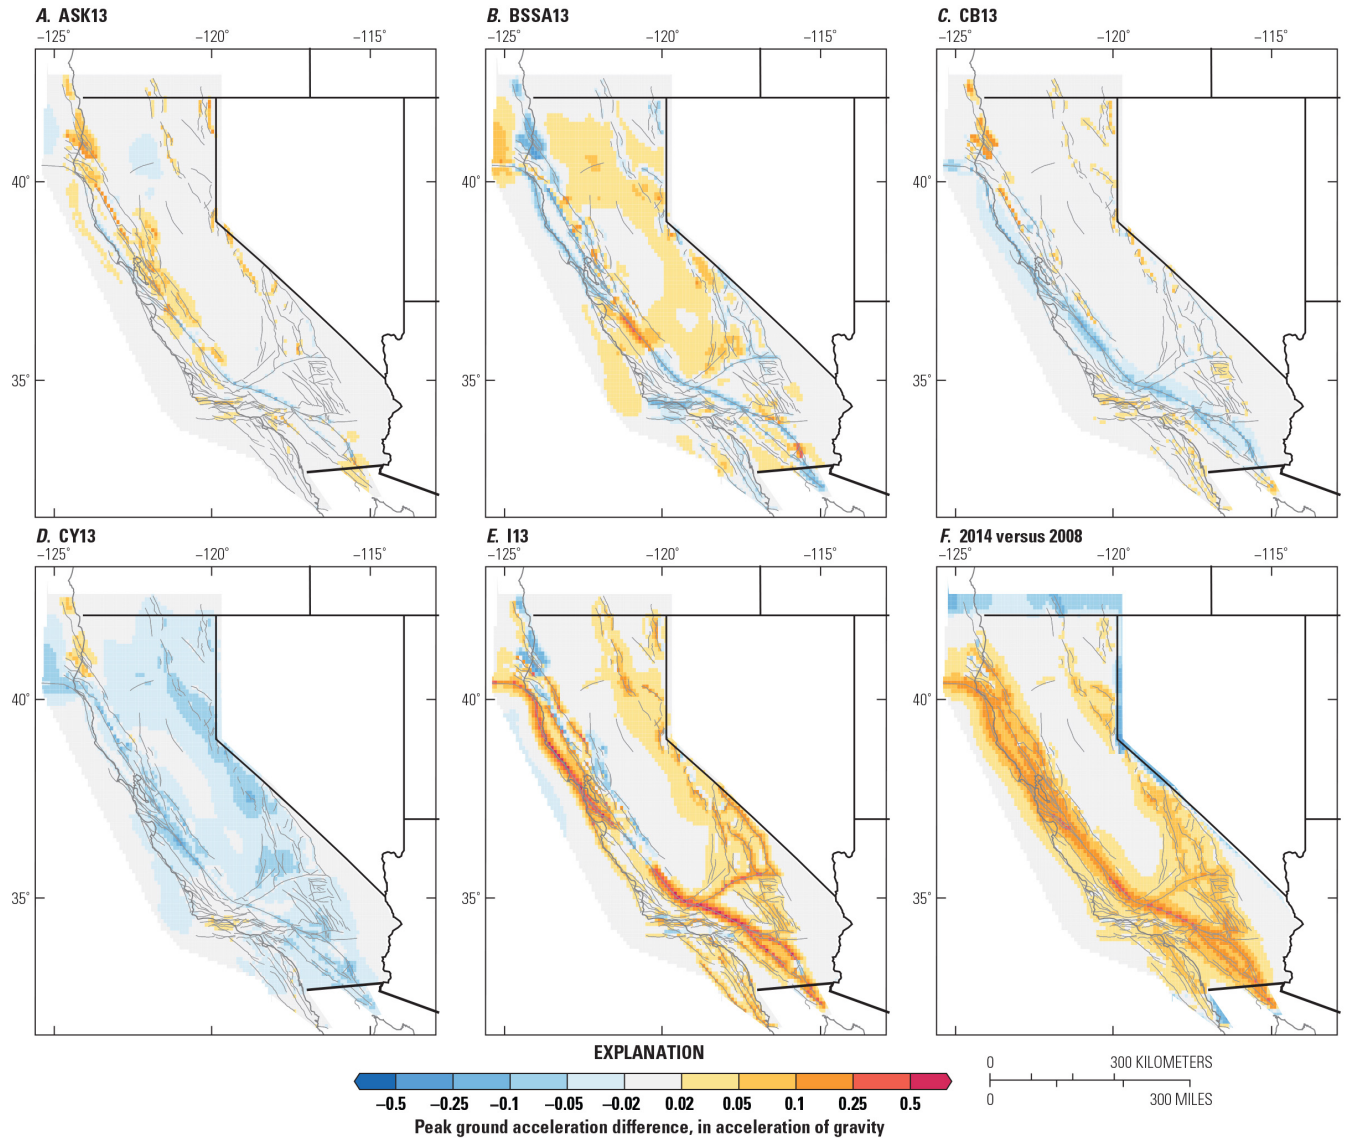 A. ASK13
B. BSSA13
C. CB13
−125° −120° −115°
−125° −120° −115°
−125° −120° −115°
40° 40° 40°
35° 35° 35°
D. CY13
E. I13
F. 2014 versus 2008
−125° −120° −115°
−125° −120° −115°
−125° −120° −115°
40° 40° 40°
35° 35° 35°
EXPLANATION
−0.5 −0.25 −0.1 −0.05 −0.02 0.02 0.05 0.1 0.25 0.5
Peak ground acceleration difference, in acceleration of gravity
0 300 KILOMETERS
0 300 MILES